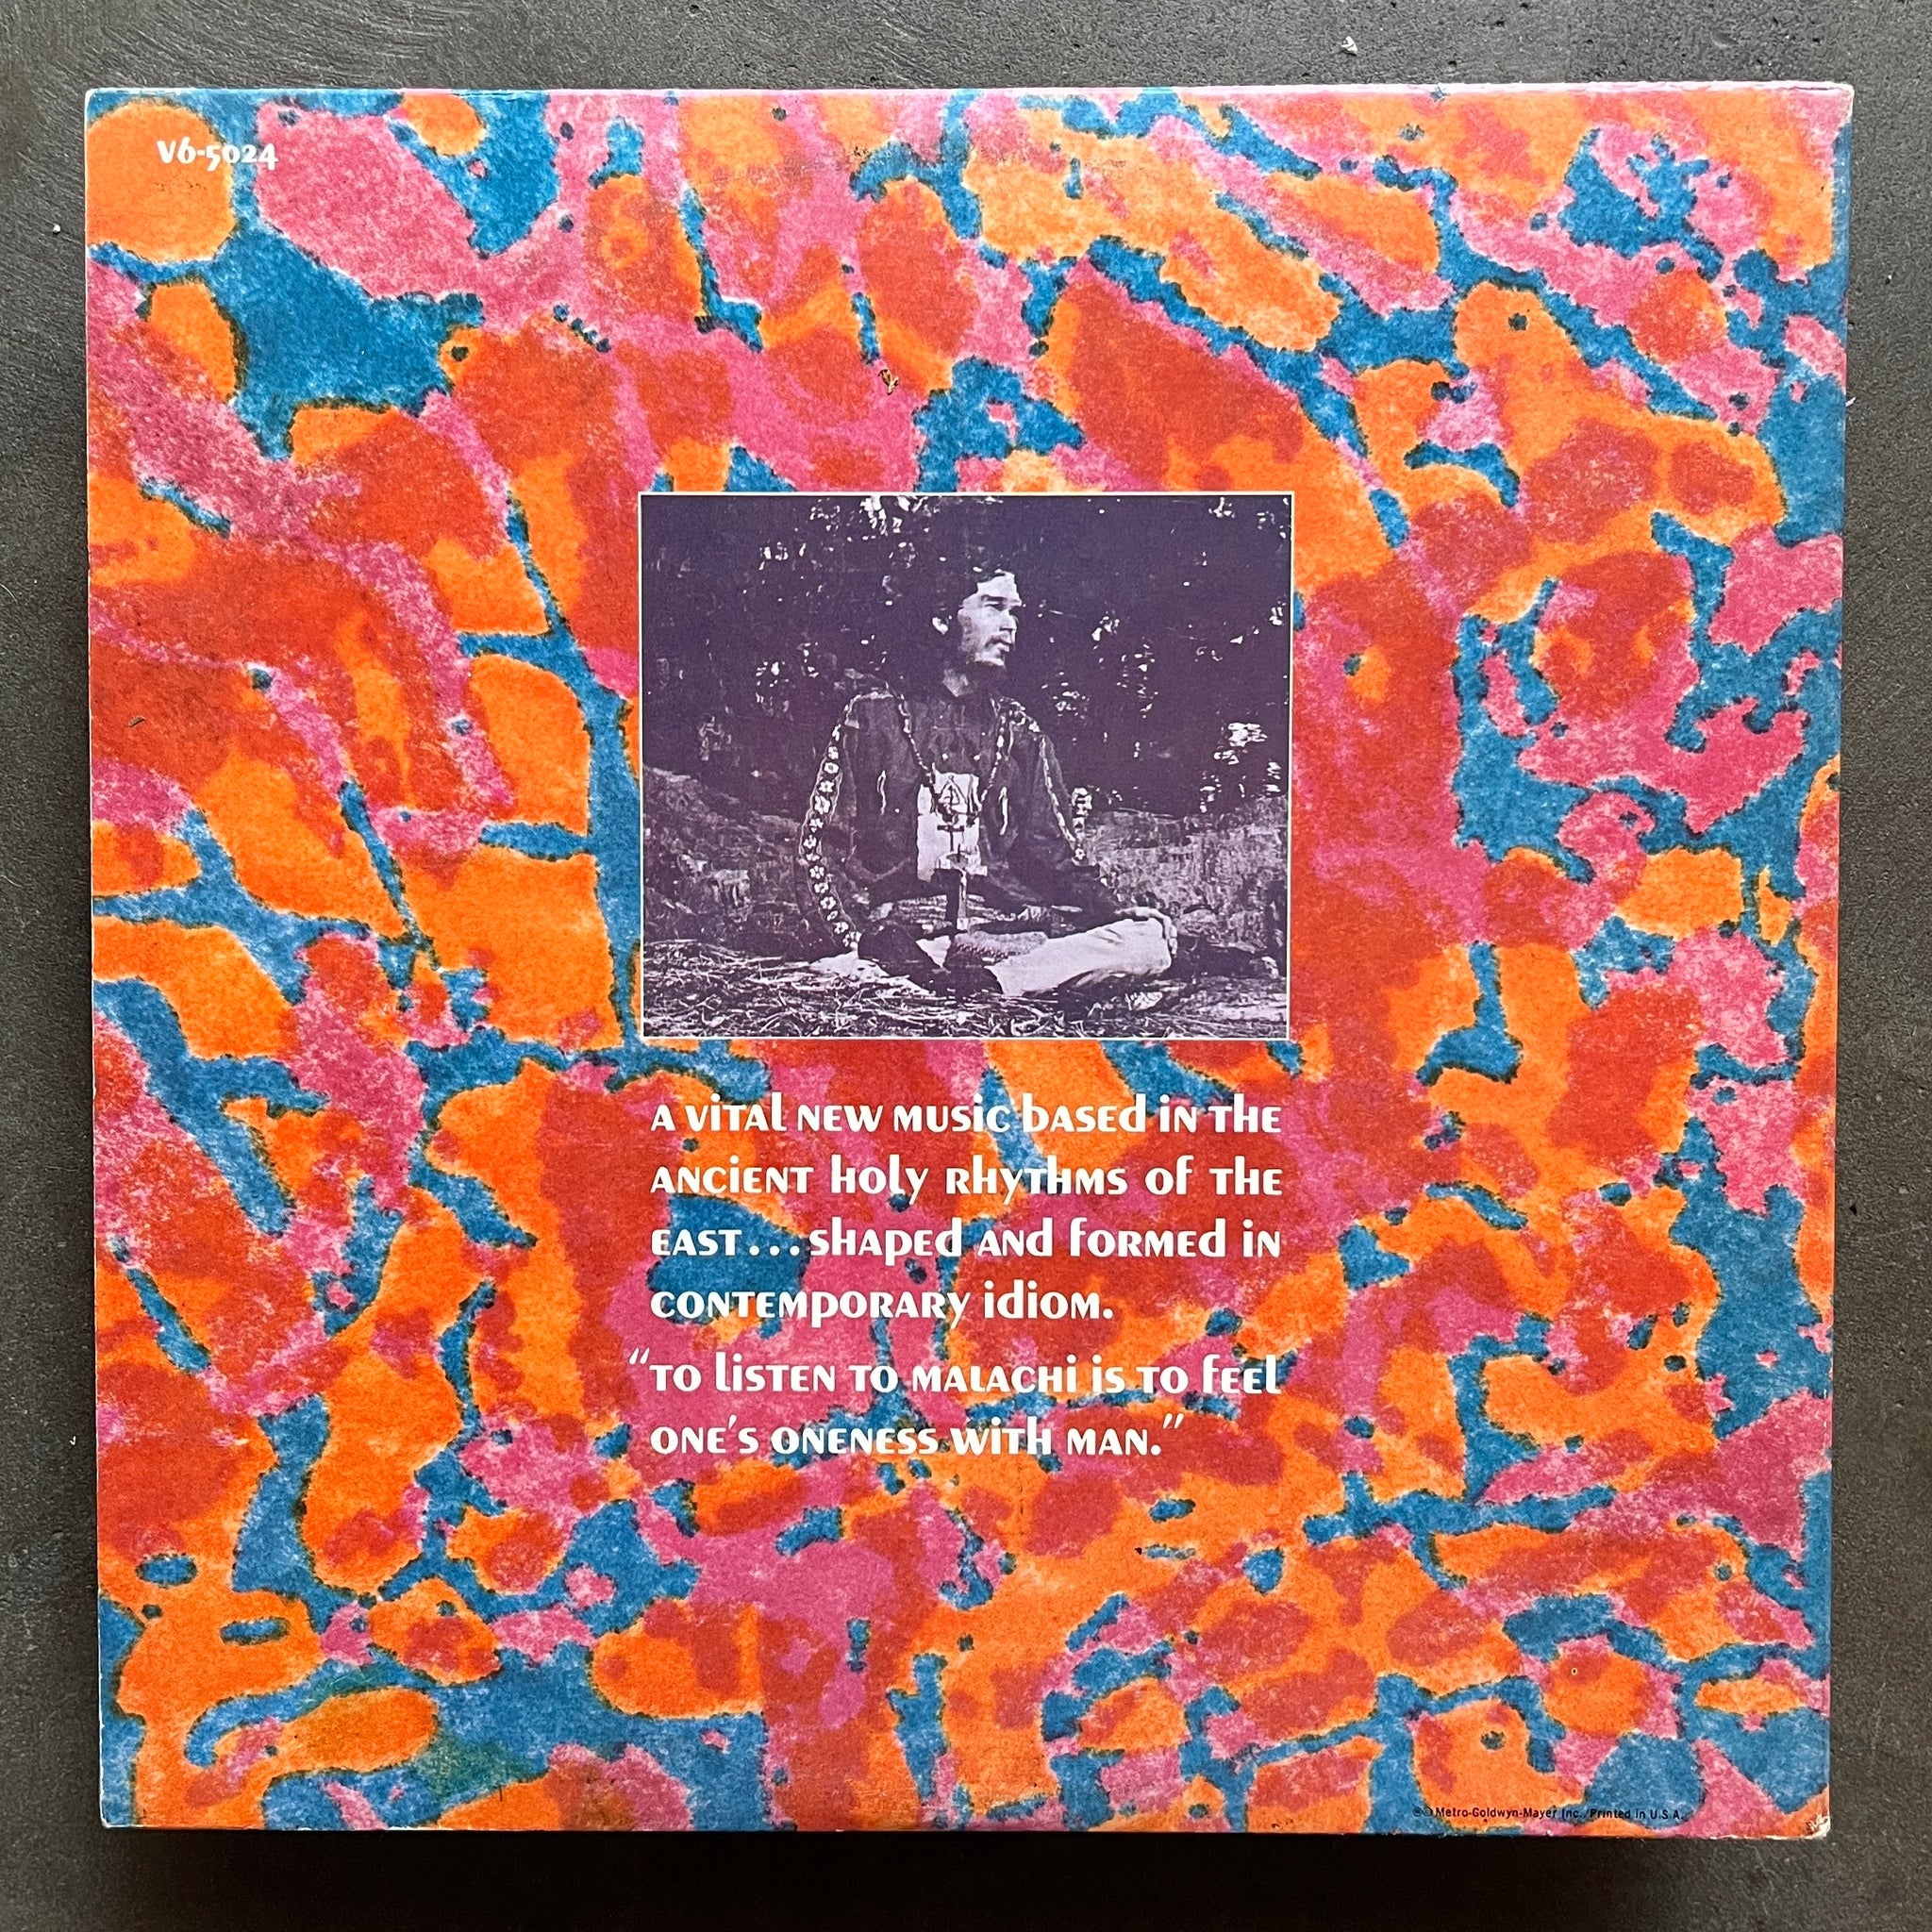 V6-5024
A VITAL NEW MUSIC BASED IN THE
ANCIENT HOLY RHYTHMS OF THE
EAST...SHAPED AND FORMED IN
CONTEMPORARY IDIOM.
“TO LISTEN TO MALACHI IS TO FEEL
ONE'S ONENESS WITH MAN.”
℗© Metro-Goldwyn-Mayer Inc./Printed in U.S.A.